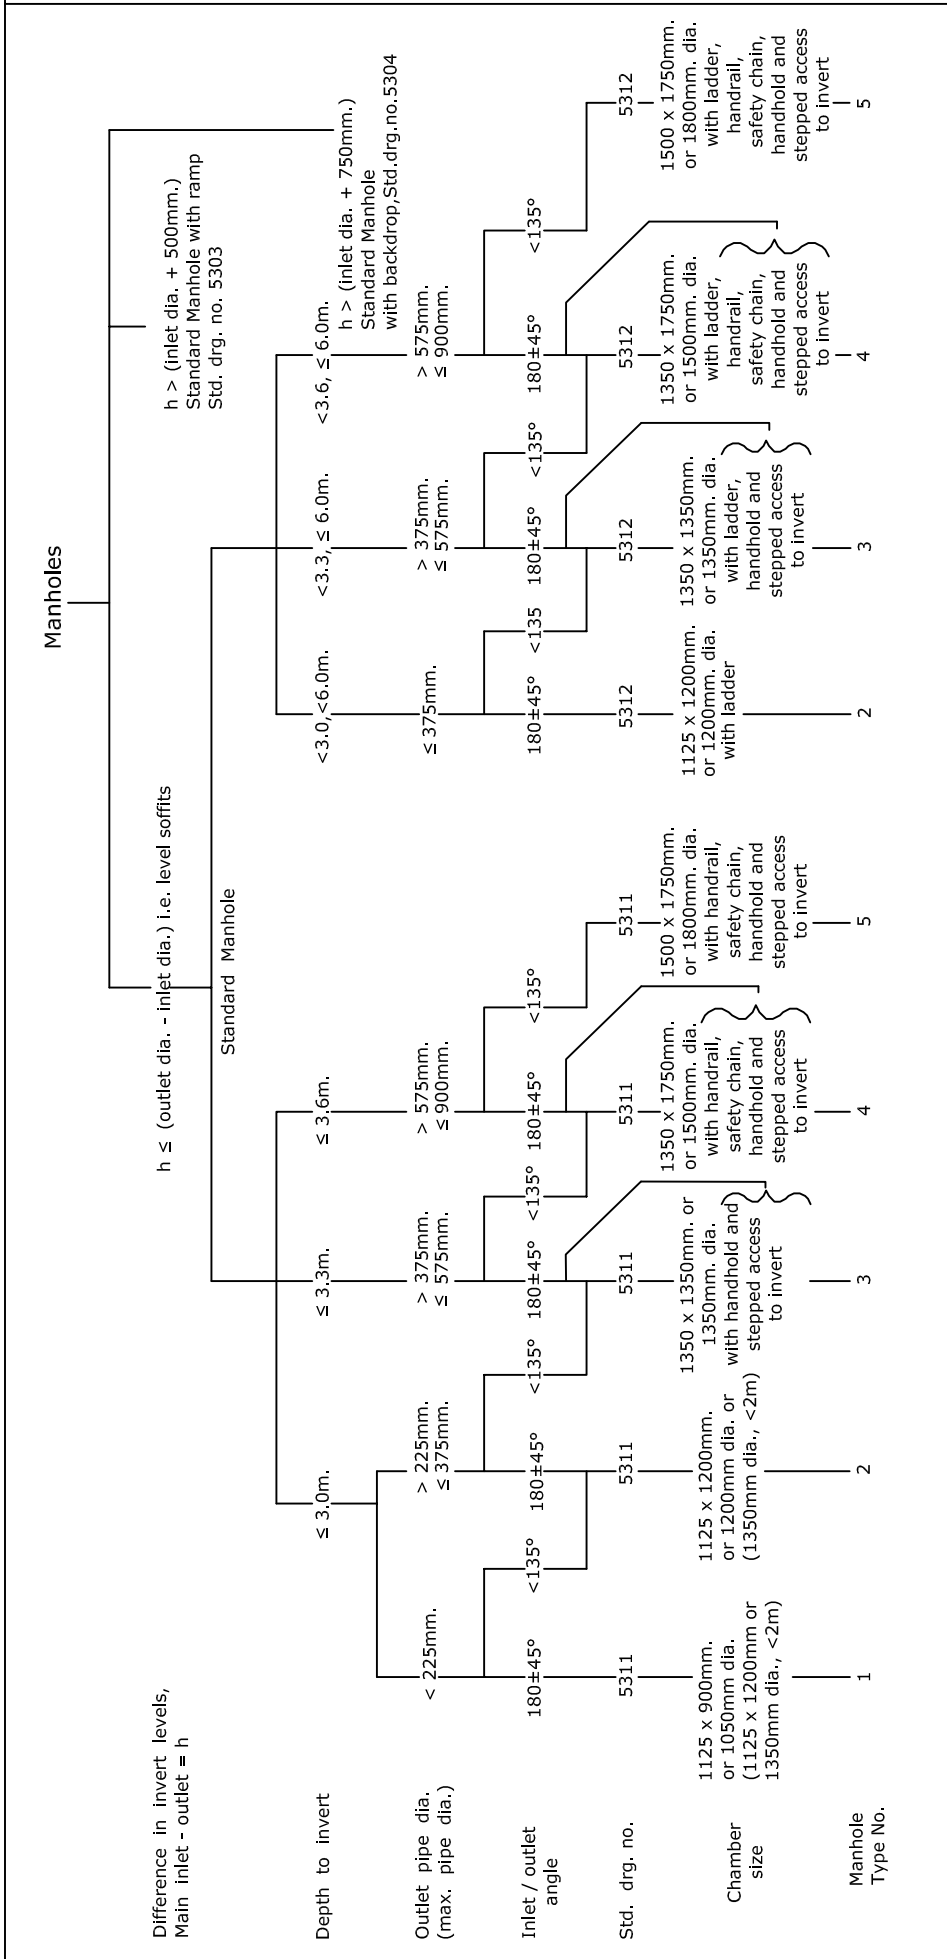 Manholes
Difference in invert levels,
Main inlet - outlet = h
h ≤ (outlet dia. - inlet dia.) i.e. level soffits
Standard Manhole
h > (inlet dia. + 500mm.)
Standard Manhole with ramp
Std. drg. no. 5303
h > (inlet dia. + 750mm.)
Standard Manhole
with backdrop,Std.drg.no.5304
Depth to invert
≤ 3.0m.
≤ 3.3m.
≤ 3.6m.
<3.0,<6.0m.
<3.3, ≤ 6.0m.
<3.6, ≤ 6.0m.
Outlet pipe dia.
(max. pipe dia.)
< 225mm.
> 225mm.
≤ 375mm.
> 375mm.
≤ 575mm.
> 575mm.
≤ 900mm.
≤ 375mm.
> 375mm.
≤ 575mm.
> 575mm.
≤ 900mm.
Inlet / outlet
angle
180±45°
<135°
180±45°
<135°
180±45°
<135°
180±45°
<135°
180±45°
<135
180±45°
<135°
180±45°
<135°
Std. drg. no.
5311
5311
5311
5311
5311
5312
5312
5312
5312
Chamber
size
1125 x 900mm.
or 1050mm dia.
(1125 x 1200mm or
1350mm dia., <2m)
1125 x 1200mm.
or 1200mm dia. or
(1350mm dia., <2m)
1350 x 1350mm. or
1350mm. dia.
with handhold and
stepped access
to invert
1350 x 1750mm.
or 1500mm. dia.
with handrail,
safety chain,
handhold and
stepped access
to invert
1500 x 1750mm.
or 1800mm. dia.
with handrail,
safety chain,
handhold and
stepped access
to invert
1125 x 1200mm.
or 1200mm. dia.
with ladder
1350 x 1350mm.
or 1350mm. dia.
with ladder,
handhold and
stepped access
to invert
1350 x 1750mm.
or 1500mm. dia.
with ladder,
handrail,
safety chain,
handhold and
stepped access
to invert
1500 x 1750mm.
or 1800mm. dia.
with ladder,
handrail,
safety chain,
handhold and
stepped access
to invert
Manhole
Type No.
1
2
3
4
5
2
3
4
5